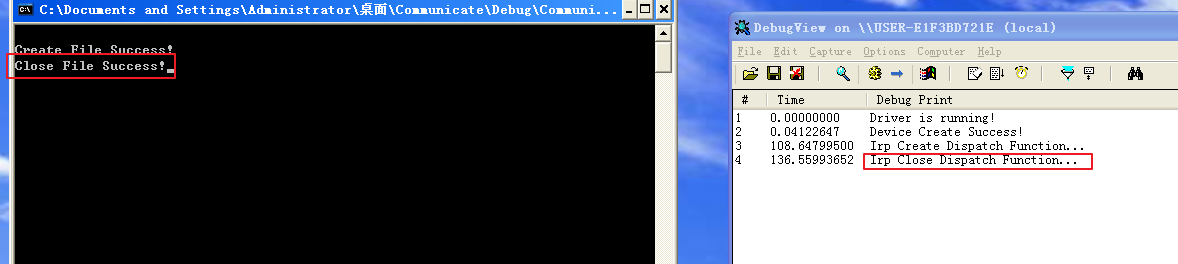 C:\Documents and Settings\Administrator\桌面\Communicate\Debug\Communi...
Create File Success!
Close File Success!
DebugView on \\USER-E1F3BD721E (local)
File Edit Capture Options Computer Help
# Time Debug Print
1 0.00000000 Driver is running!
2 0.04122647 Device Create Success!
3 108.64799500 Irp Create Dispatch Function...
4 136.55993652 Irp Close Dispatch Function...